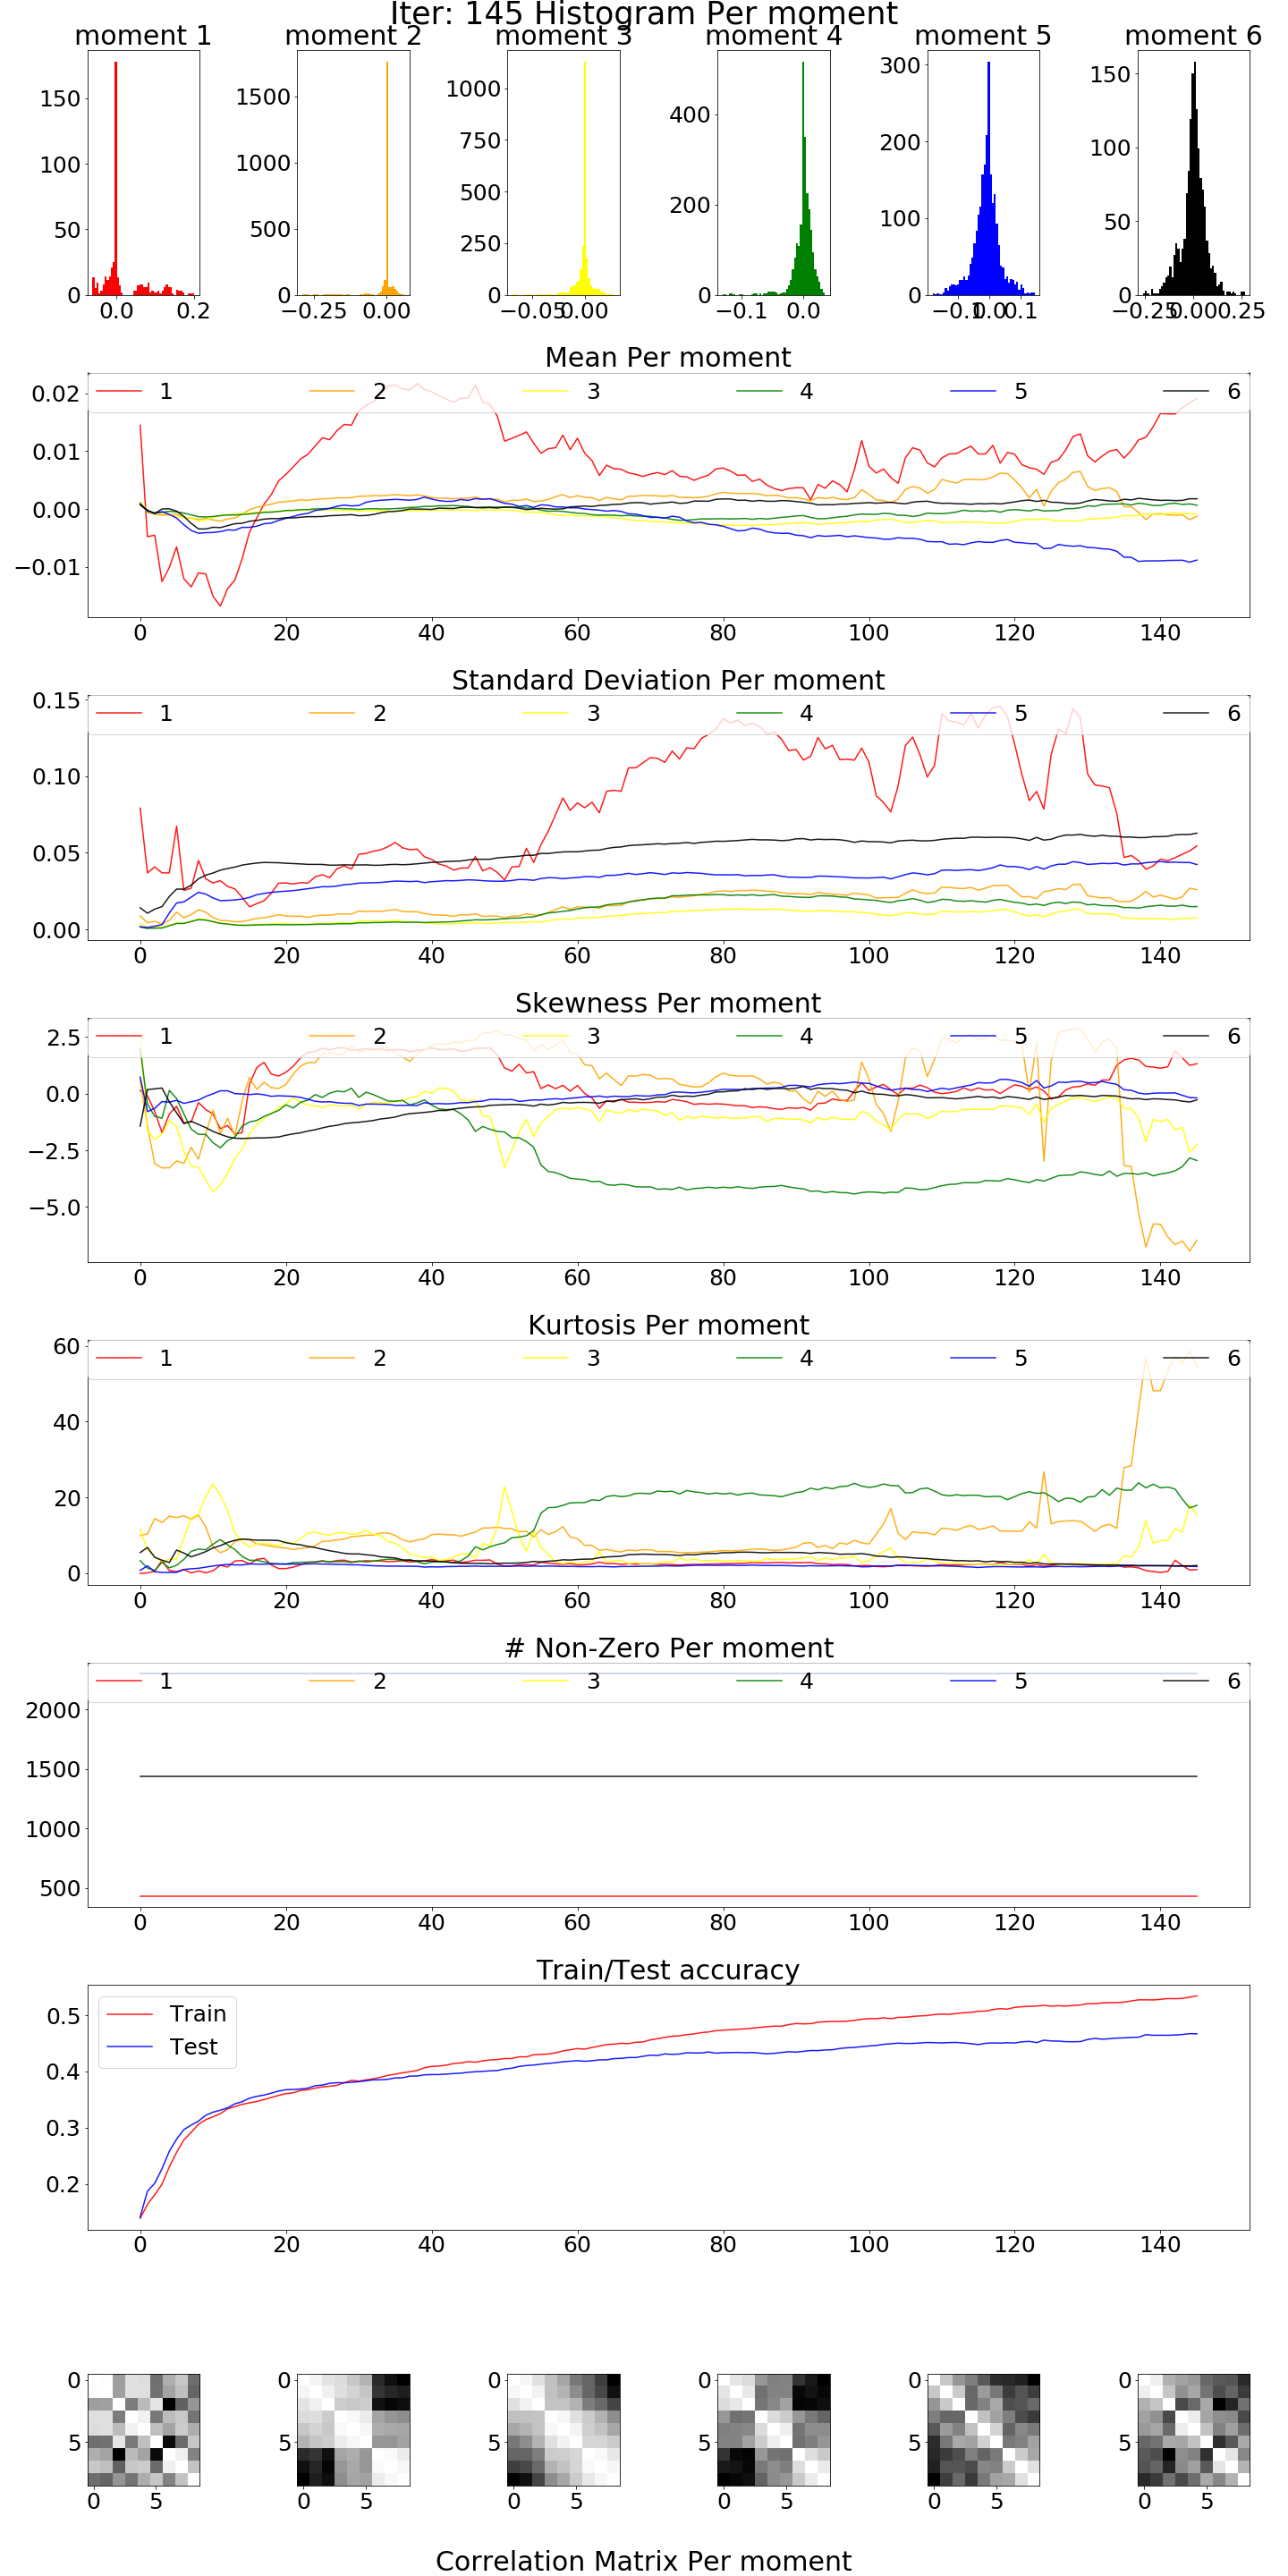 Iter: 145 Histogram Per moment
moment 1 moment 2 moment 3 moment 4 moment 5 moment 6
150 100 50 0
0.0 0.2
1500 1000 500 0
−0.25 0.00
1000 750 500 250 0
−0.05 0.00
400 200 0
−0.1 0.0
300 200 100 0
−0.1 0.0 0.1
150 100 50 0
−0.25 0.00 0.25
Mean Per moment
1 2 3 4 5 6
0.02
0.01
0.00
−0.01
0 20 40 60 80 100 120 140
Standard Deviation Per moment
1 2 3 4 5 6
0.15
0.10
0.05
0.00
0 20 40 60 80 100 120 140
Skewness Per moment
1 2 3 4 5 6
2.5
0.0
−2.5
−5.0
0 20 40 60 80 100 120 140
Kurtosis Per moment
1 2 3 4 5 6
60
40
20
0
0 20 40 60 80 100 120 140
# Non-Zero Per moment
1 2 3 4 5 6
2000
1500
1000
500
0 20 40 60 80 100 120 140
Train/Test accuracy
Train
Test
0.5
0.4
0.3
0.2
0 20 40 60 80 100 120 140
0 0 0 0 0 0
5 5 5 5 5 5
0 5 0 5 0 5 0 5 0 5 0 5
Correlation Matrix Per moment